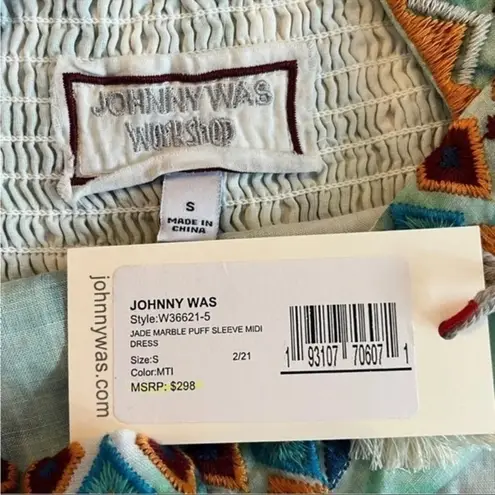 JOHNNY WAS
Workshop
S
MADE IN
CHINA
johnnywas.com
JOHNNY WAS
Style:W36621-5
JADE MARBLE PUFF SLEEVE MIDI
DRESS
Size:S 2/21
Color:MTI
MSRP: $298
1 93107 70607 1